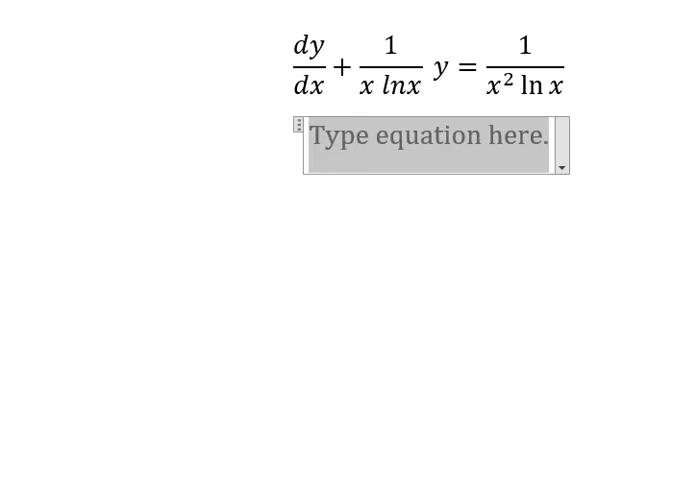 dy/dx + 1/(x lnx) y = 1/(x² ln x)
Type equation here.